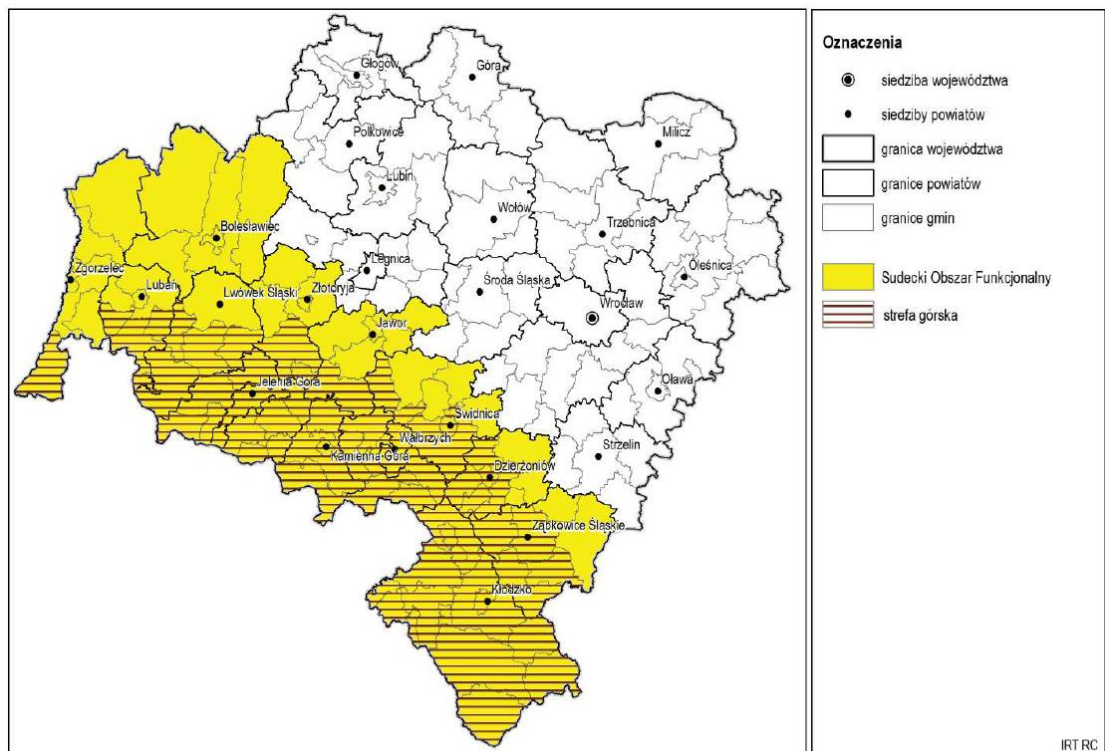 Głogów
Góra
Polkowice
Milicz
Lubin
Wołów
Trzebnica
Bolesławiec
Legnica
Oleśnica
Zgorzelec
Lubań
Lwówek Śląski
Złotoryja
Środa Śląska
Wrocław
Jawor
Jelenia Góra
Oława
Świdnica
Wałbrzych
Kamienna Góra
Strzelin
Dzierżoniów
Ząbkowice Śląskie
Kłodzko
Oznaczenia
siedziba województwa
siedziby powiatów
granica województwa
granice powiatów
granice gmin
Sudecki Obszar Funkcjonalny
strefa górska
IRT RC